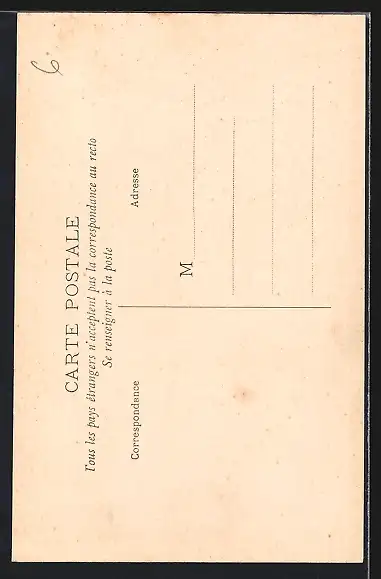 CARTE POSTALE
Tous les pays étrangers n'acceptent pas la correspondance au recto
Se renseigner à la poste
Correspondance
Adresse
M
6